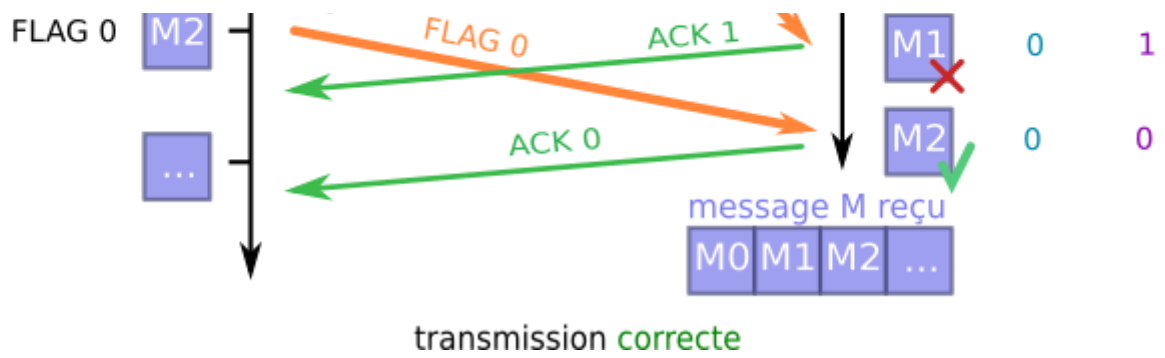 FLAG 0
M2
FLAG 0
ACK 1
M1
0
1
ACK 0
M2
0
0
...
message M reçu
M0 M1 M2 ...
transmission correcte